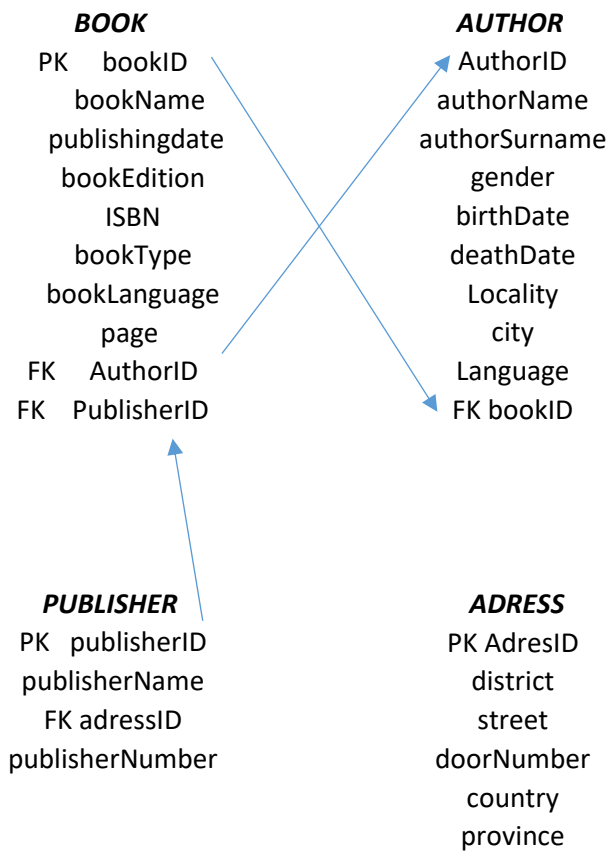 BOOK
PK bookID
bookName
publishingdate
bookEdition
ISBN
bookType
bookLanguage
page
FK AuthorID
FK PublisherID
AUTHOR
AuthorID
authorName
authorSurname
gender
birthDate
deathDate
Locality
city
Language
FK bookID
PUBLISHER
PK publisherID
publisherName
FK adressID
publisherNumber
ADRESS
PK AdresID
district
street
doorNumber
country
province